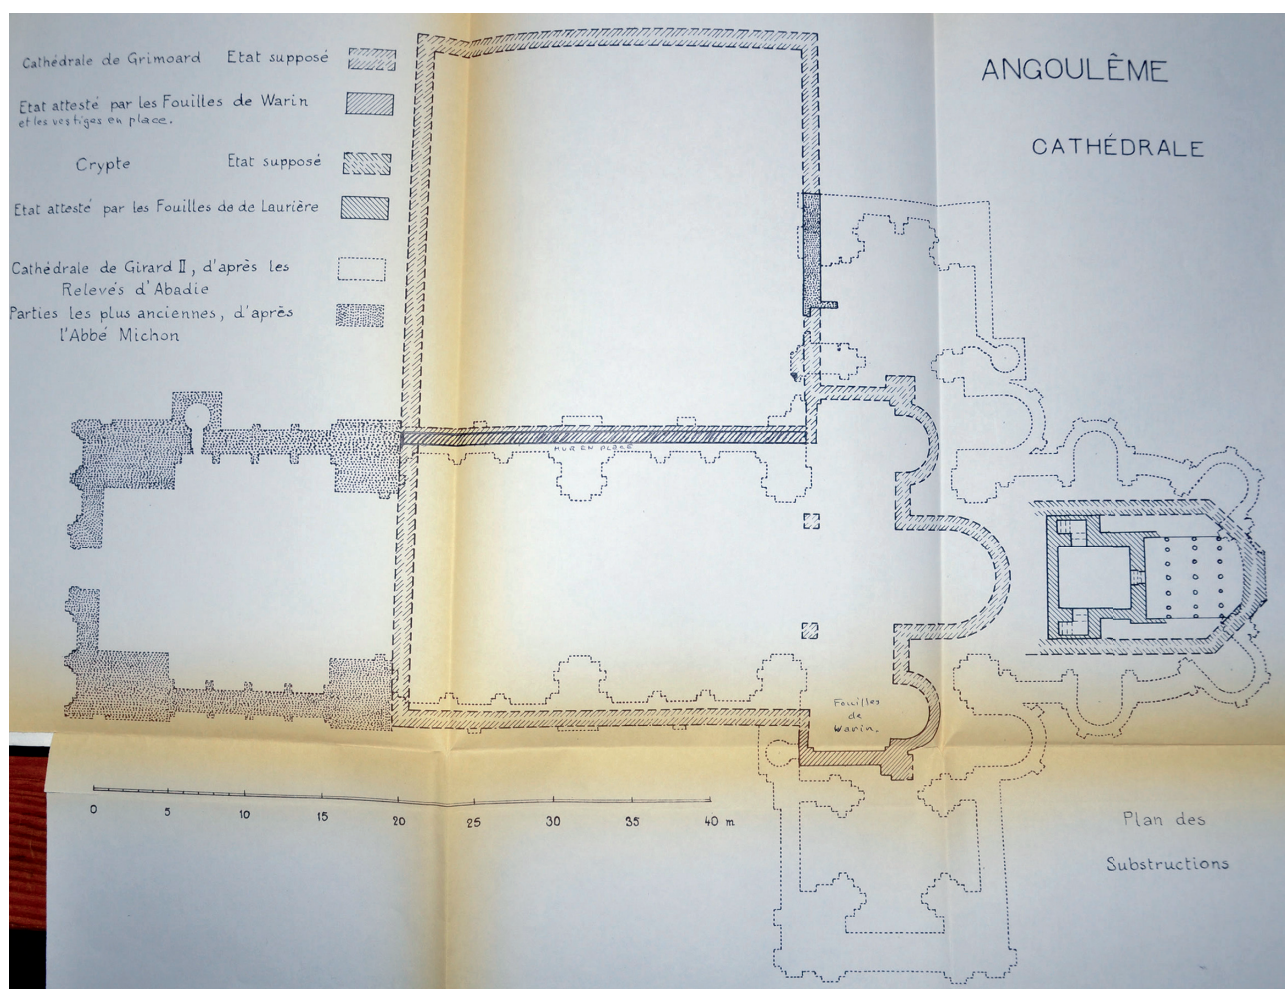 Cathédrale de Grimoard Etat supposé
Etat attesté par les Fouilles de Warin
et les vestiges en place.
Crypte Etat supposé
Etat attesté par les Fouilles de de Laurière
Cathédrale de Girard II, d'après les
Relevés d'Abadie
Parties les plus anciennes, d'après
l'Abbé Michon
ANGOULÊME
CATHÉDRALE
MUR EN PLACE
Fouilles
de
Warin.
0 5 10 15 20 25 30 35 40 m
Plan des
Substructions